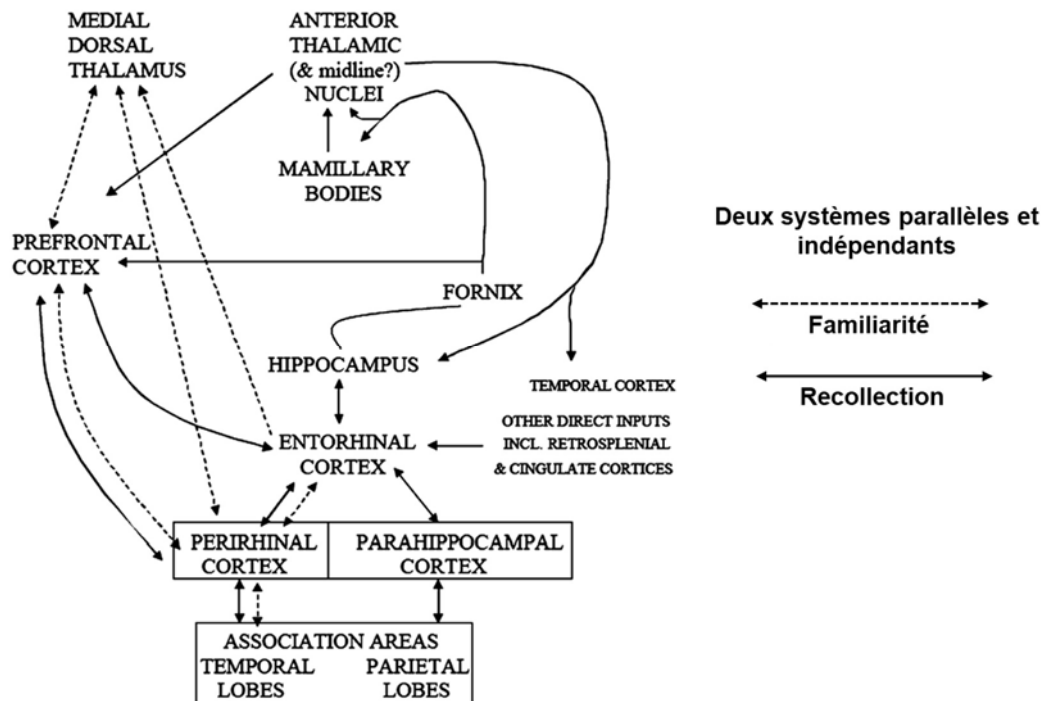 MEDIAL
DORSAL
THALAMUS
ANTERIOR
THALAMIC
(& midline?)
NUCLEI
MAMILLARY
BODIES
PREFRONTAL
CORTEX
FORNIX
HIPPOCAMPUS
TEMPORAL CORTEX
OTHER DIRECT INPUTS
INCL. RETROSPLENIAL
& CINGULATE CORTICES
ENTORHINAL
CORTEX
PERIRHINAL
CORTEX
PARAHIPPOCAMPAL
CORTEX
ASSOCIATION AREAS
TEMPORAL
LOBES
PARIETAL
LOBES
Deux systèmes parallèles et
indépendants
Familiarité
Recollection